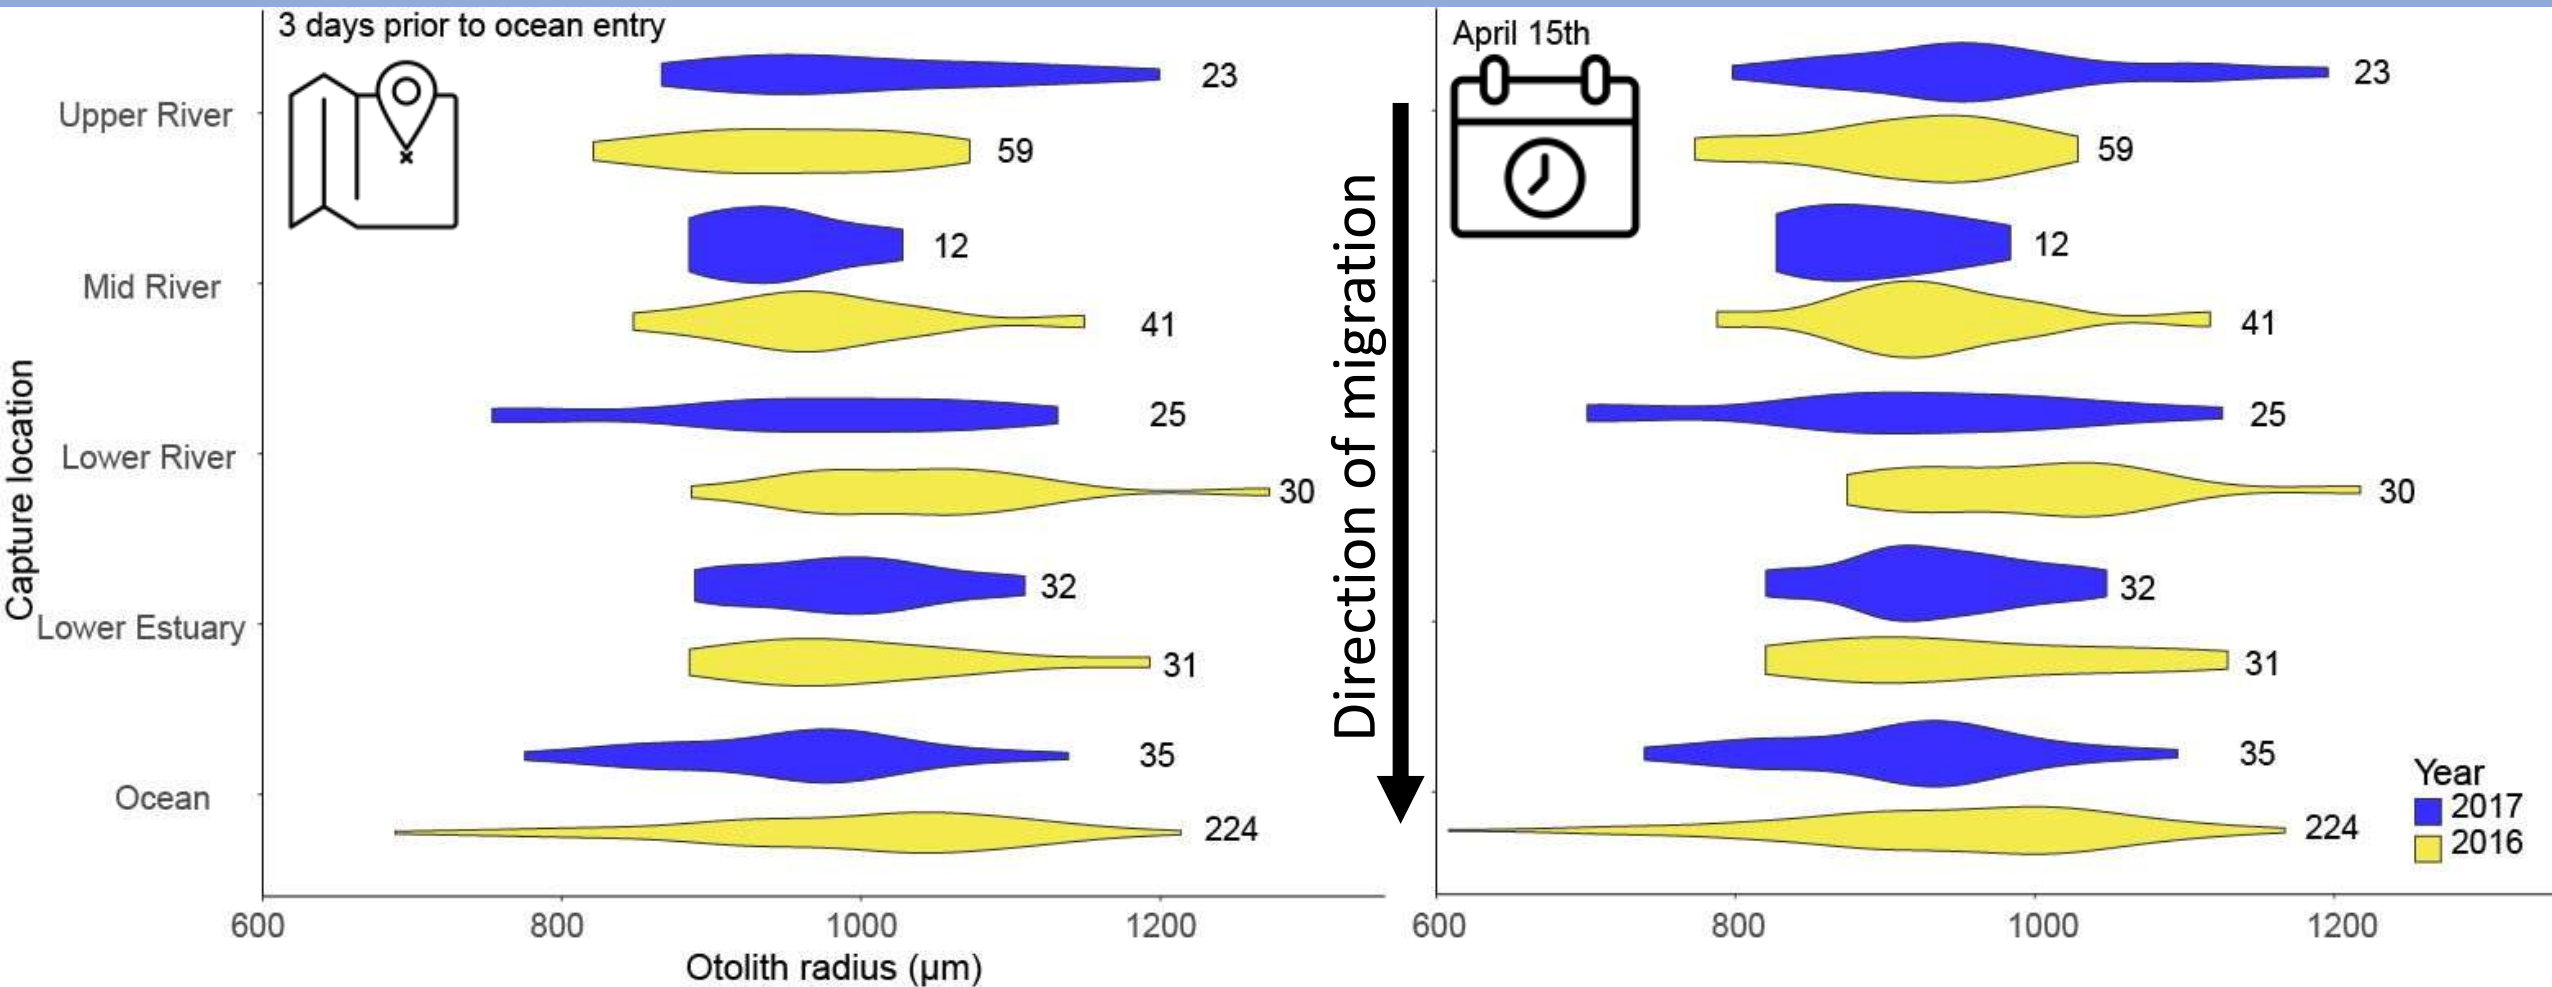 3 days prior to ocean entry
Upper River
23
59
Mid River
12
41
Lower River
25
30
Lower Estuary
32
31
Ocean
35
224
Capture location
600 800 1000 1200
Otolith radius (µm)
Direction of migration
April 15th
23
59
12
41
25
30
32
31
35
224
Year
2017
2016
600 800 1000 1200